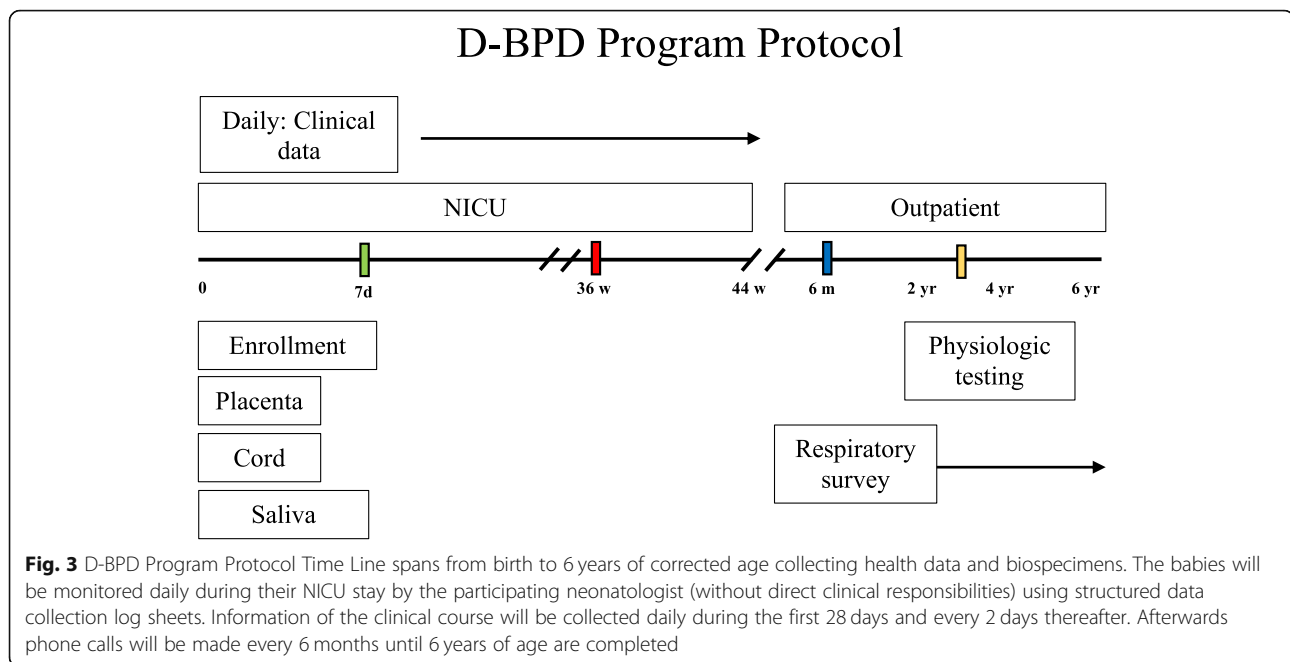 D-BPD Program Protocol
Daily: Clinical
data
NICU
Outpatient
0
7d
36 w
44 w
6 m
2 yr
4 yr
6 yr
Enrollment
Placenta
Cord
Saliva
Physiologic
testing
Respiratory
survey
Fig. 3 D-BPD Program Protocol Time Line spans from birth to 6 years of corrected age collecting health data and biospecimens. The babies will
be monitored daily during their NICU stay by the participating neonatologist (without direct clinical responsibilities) using structured data
collection log sheets. Information of the clinical course will be collected daily during the first 28 days and every 2 days thereafter. Afterwards
phone calls will be made every 6 months until 6 years of age are completed